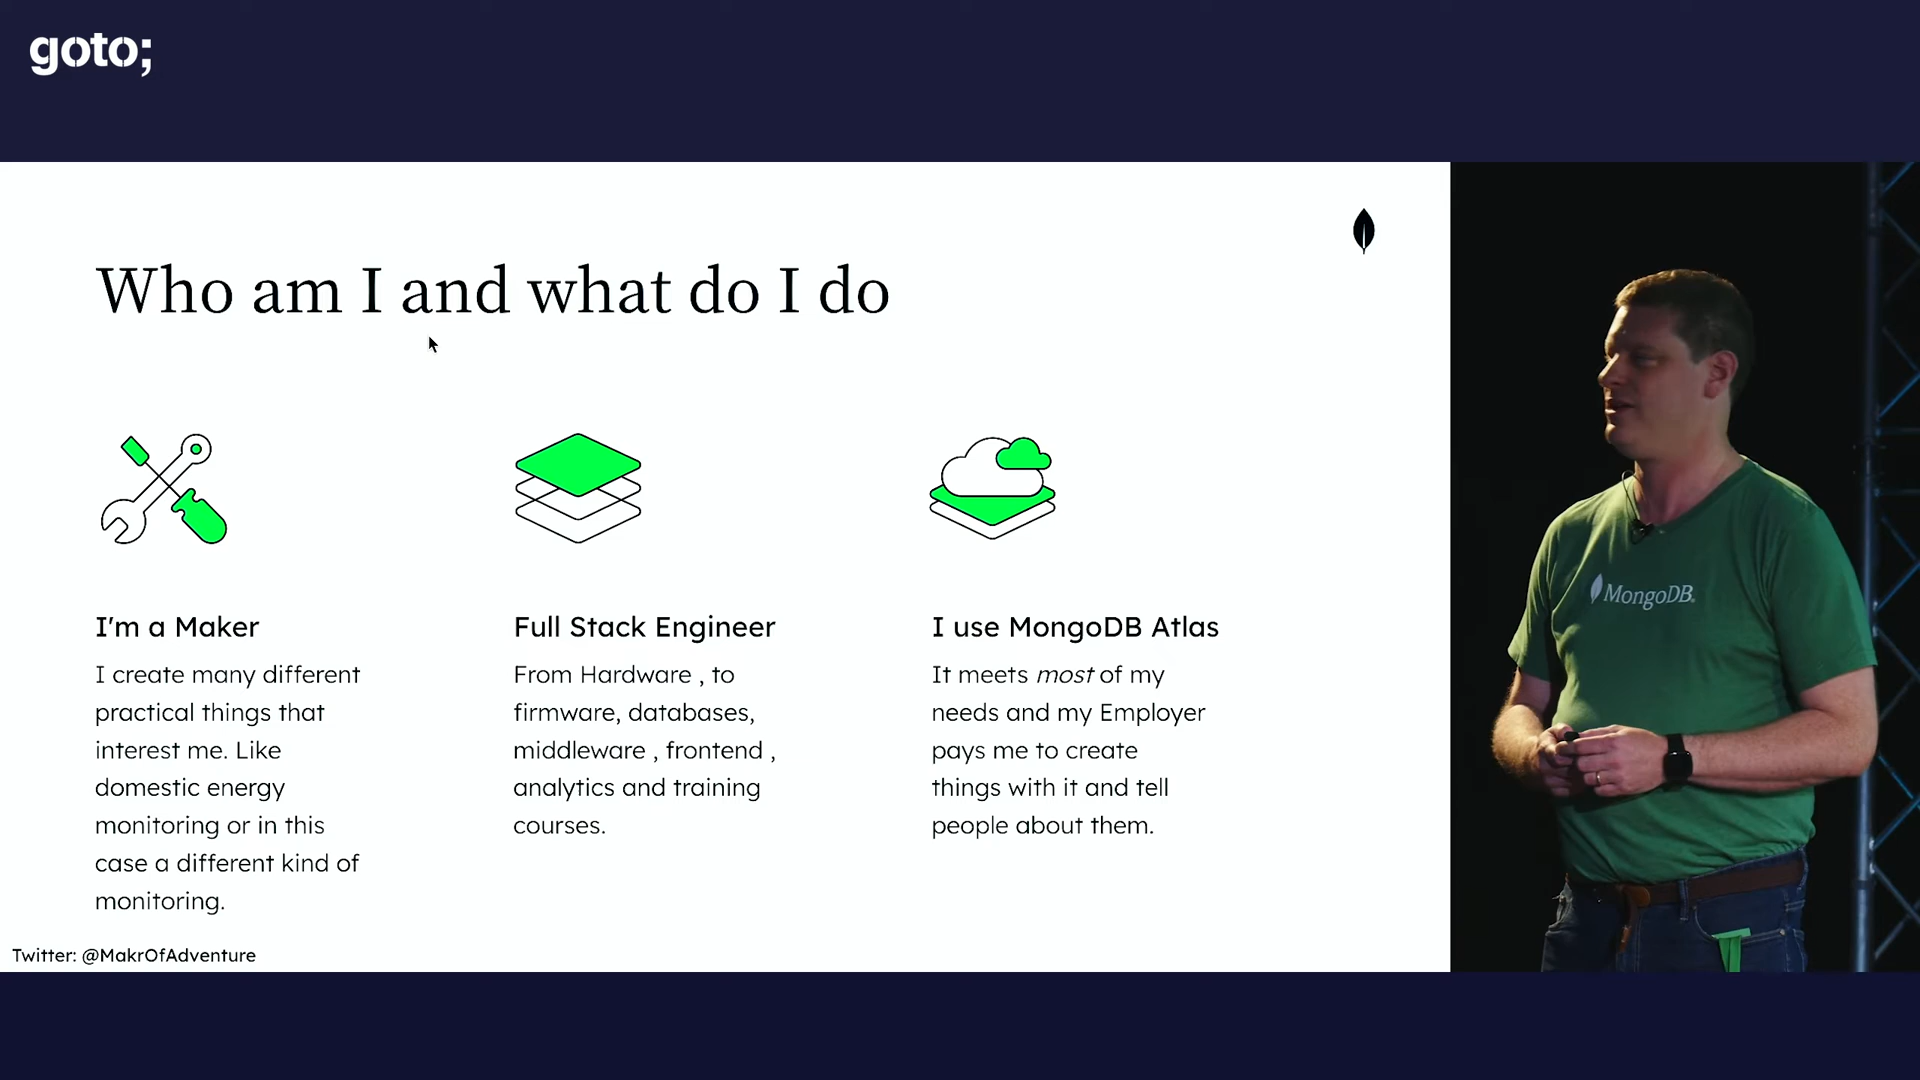 goto;
Who am I and what do I do
I'm a Maker
I create many different
practical things that
interest me. Like
domestic energy
monitoring or in this
case a different kind of
monitoring.
Full Stack Engineer
From Hardware , to
firmware, databases,
middleware , frontend ,
analytics and training
courses.
I use MongoDB Atlas
It meets most of my
needs and my Employer
pays me to create
things with it and tell
people about them.
Twitter: @MakrOfAdventure
MongoDB®